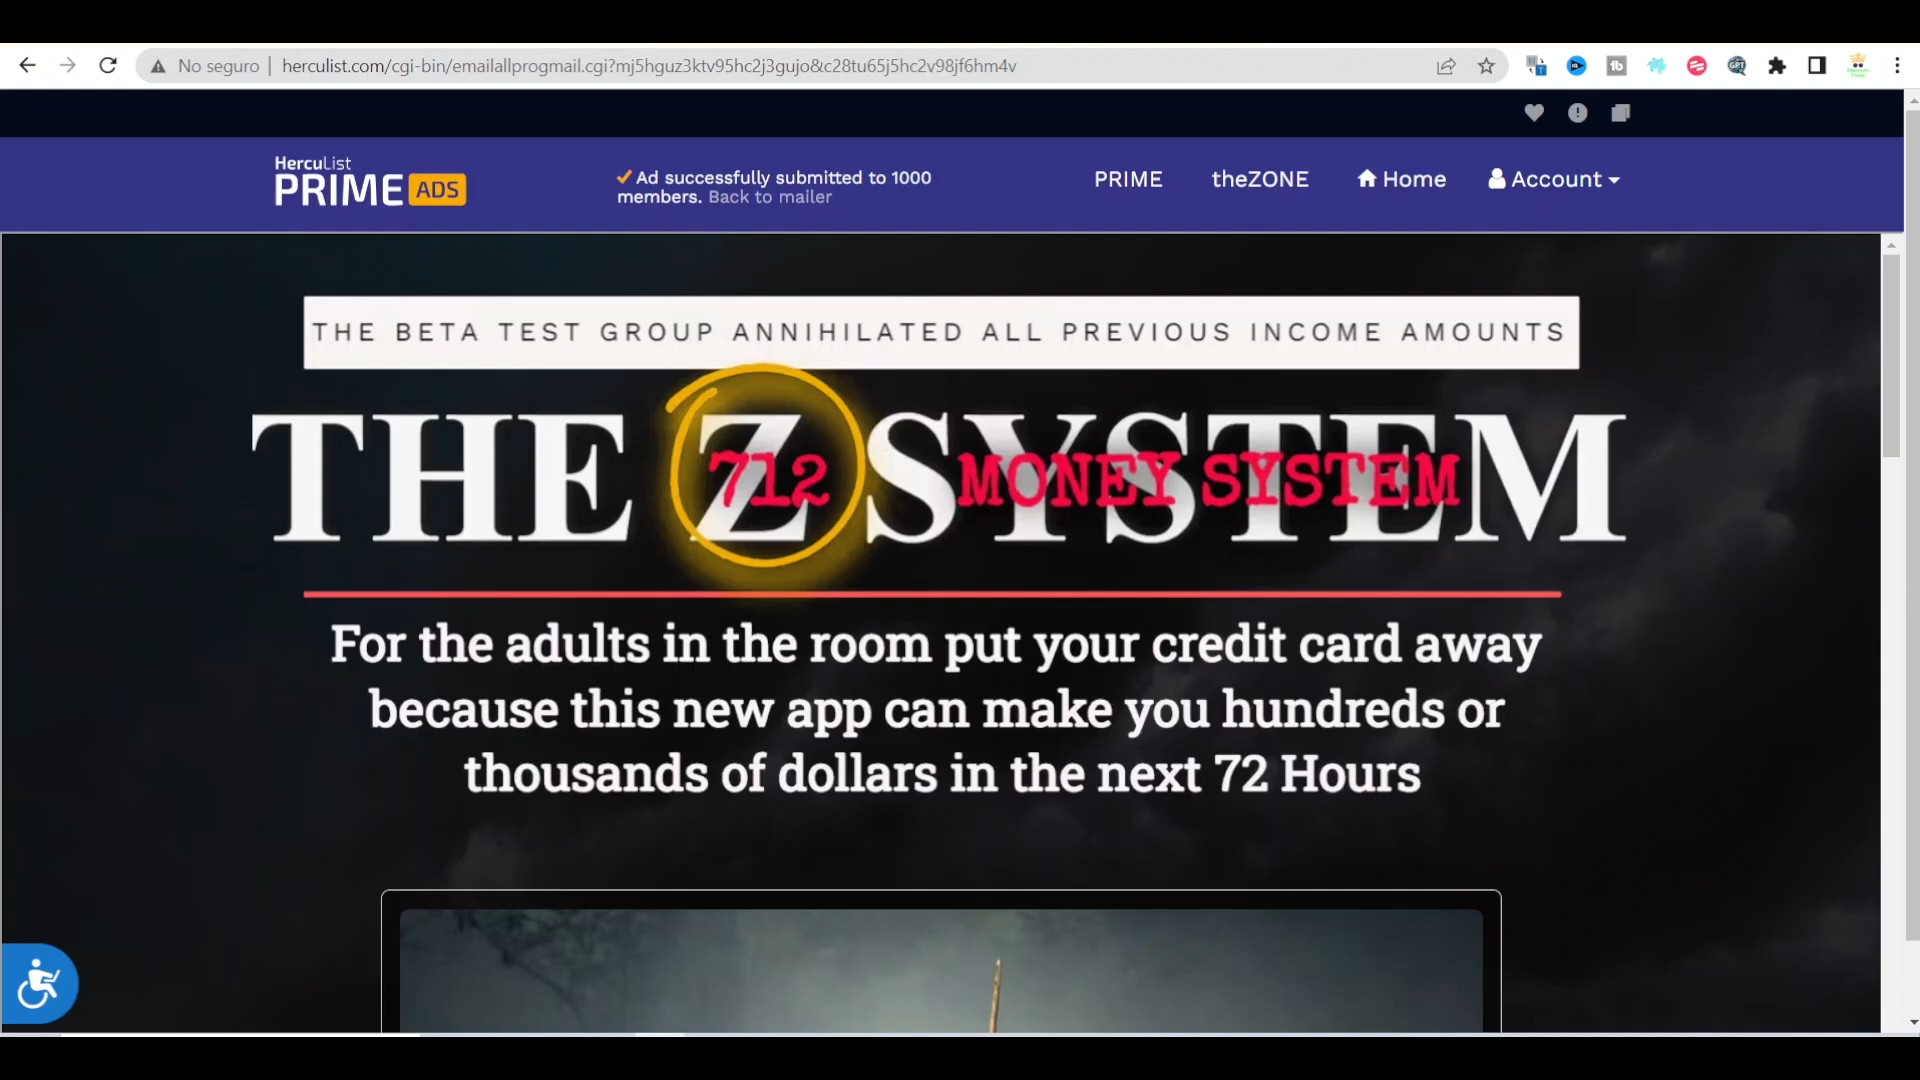 No seguro | herculist.com/cgi-bin/emailallprogmail.cgi?mj5hguz3ktv95hc2j3gujo&c28tu65j5hc2v98jf6hm4v
HercuList
PRIME ADS
Ad successfully submitted to 1000
members. Back to mailer
PRIME
theZONE
Home
Account
THE BETA TEST GROUP ANNIHILATED ALL PREVIOUS INCOME AMOUNTS
THE Z SYSTEM
712 MONEY SYSTEM
For the adults in the room put your credit card away
because this new app can make you hundreds or
thousands of dollars in the next 72 Hours